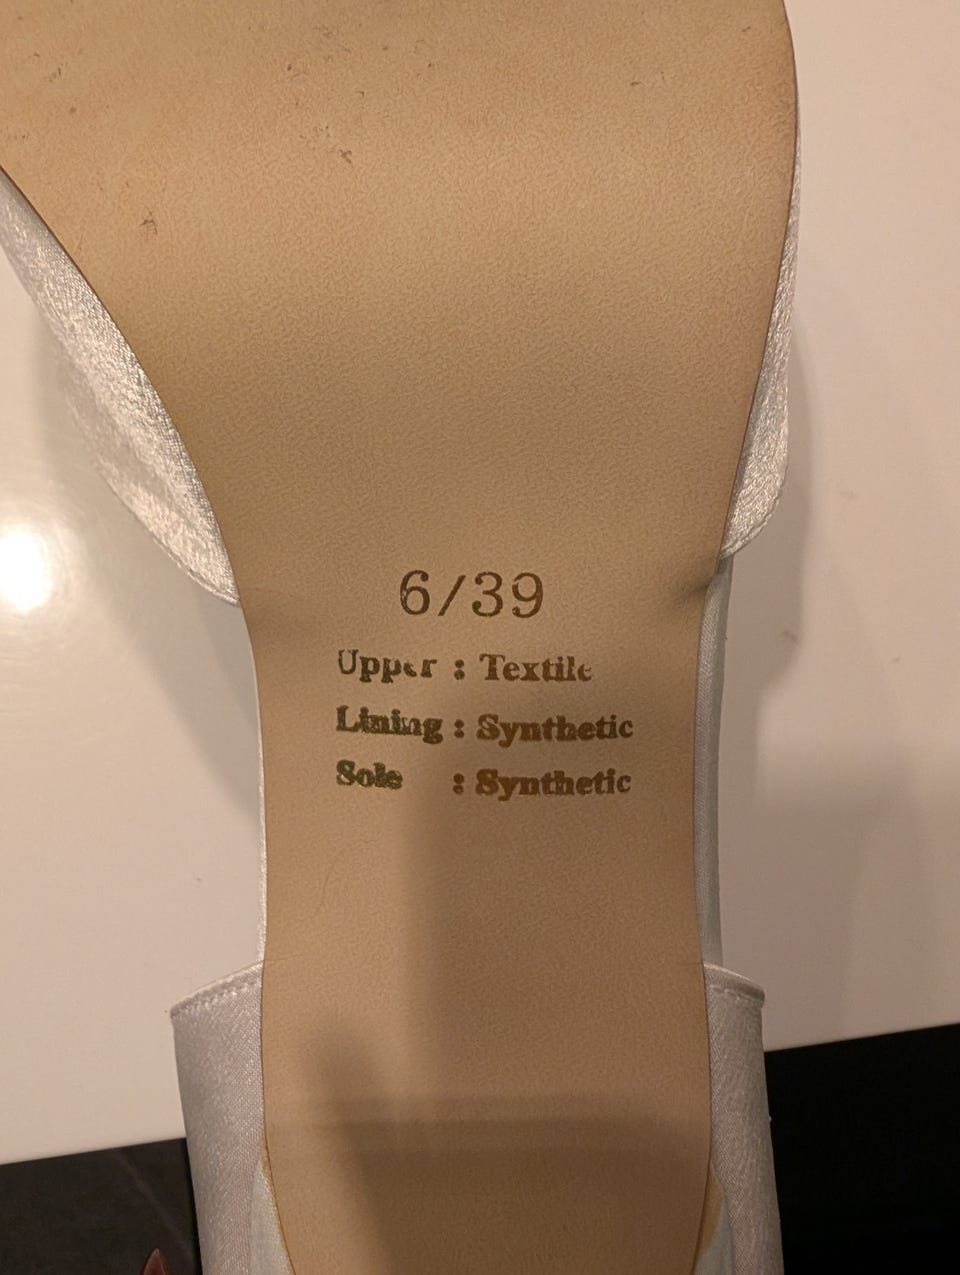 6/39
Upper : Textile
Lining : Synthetic
Sole : Synthetic